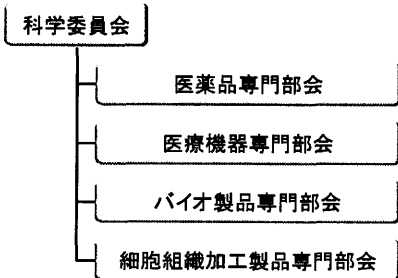 科学委員会
医薬品専門部会
医療機器専門部会
バイオ製品専門部会
細胞組織加工製品専門部会